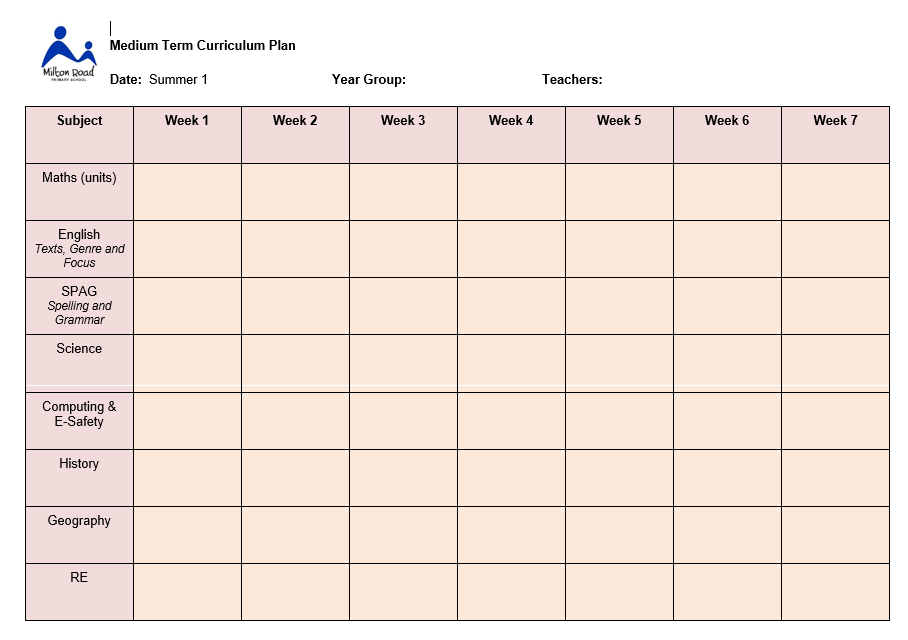 Medium Term Curriculum Plan
Milton Road
PRIMARY SCHOOL
Date: Summer 1 Year Group: Teachers:
Subject Week 1 Week 2 Week 3 Week 4 Week 5 Week 6 Week 7
Maths (units)
English
Texts, Genre and
Focus
SPAG
Spelling and
Grammar
Science
Computing &
E-Safety
History
Geography
RE